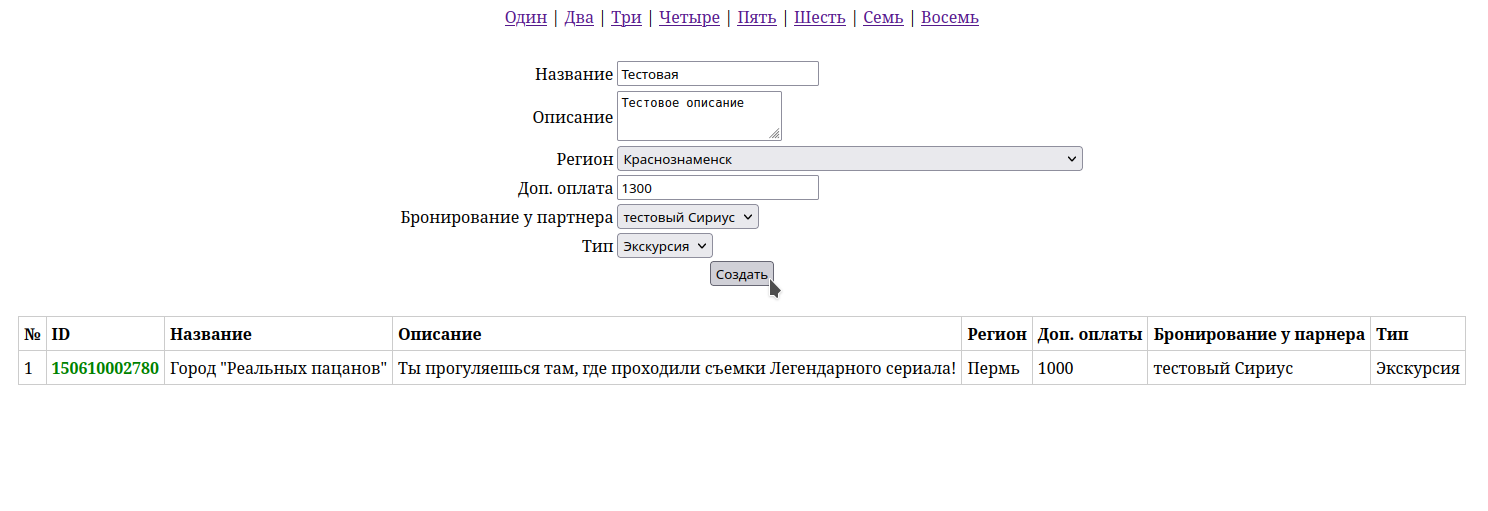 Один | Два | Три | Четыре | Пять | Шесть | Семь | Восемь
Название Тестовая
Описание Тестовое описание
Регион Краснознаменск
Доп. оплата 1300
Бронирование у партнера тестовый Сириус
Тип Экскурсия
Создать
№ ID Название Описание Регион Доп. оплаты Бронирование у парнера Тип
1 150610002780 Город "Реальных пацанов" Ты прогуляешься там, где проходили съемки Легендарного сериала! Пермь 1000 тестовый Сириус Экскурсия